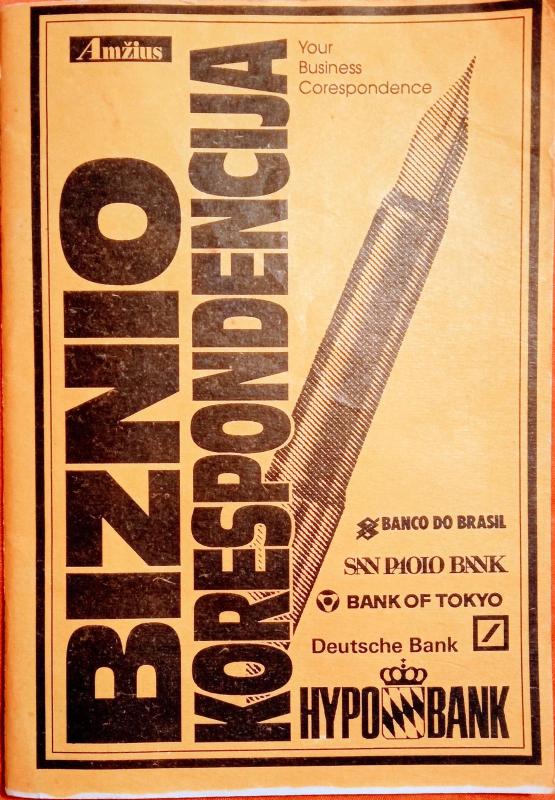 Amžius
Your
Business
Corespondence
BIZNIO
KORESPONDENCIJA
BANCO DO BRASIL
SAN PAOLO BANK
BANK OF TOKYO
Deutsche Bank
HYPO BANK